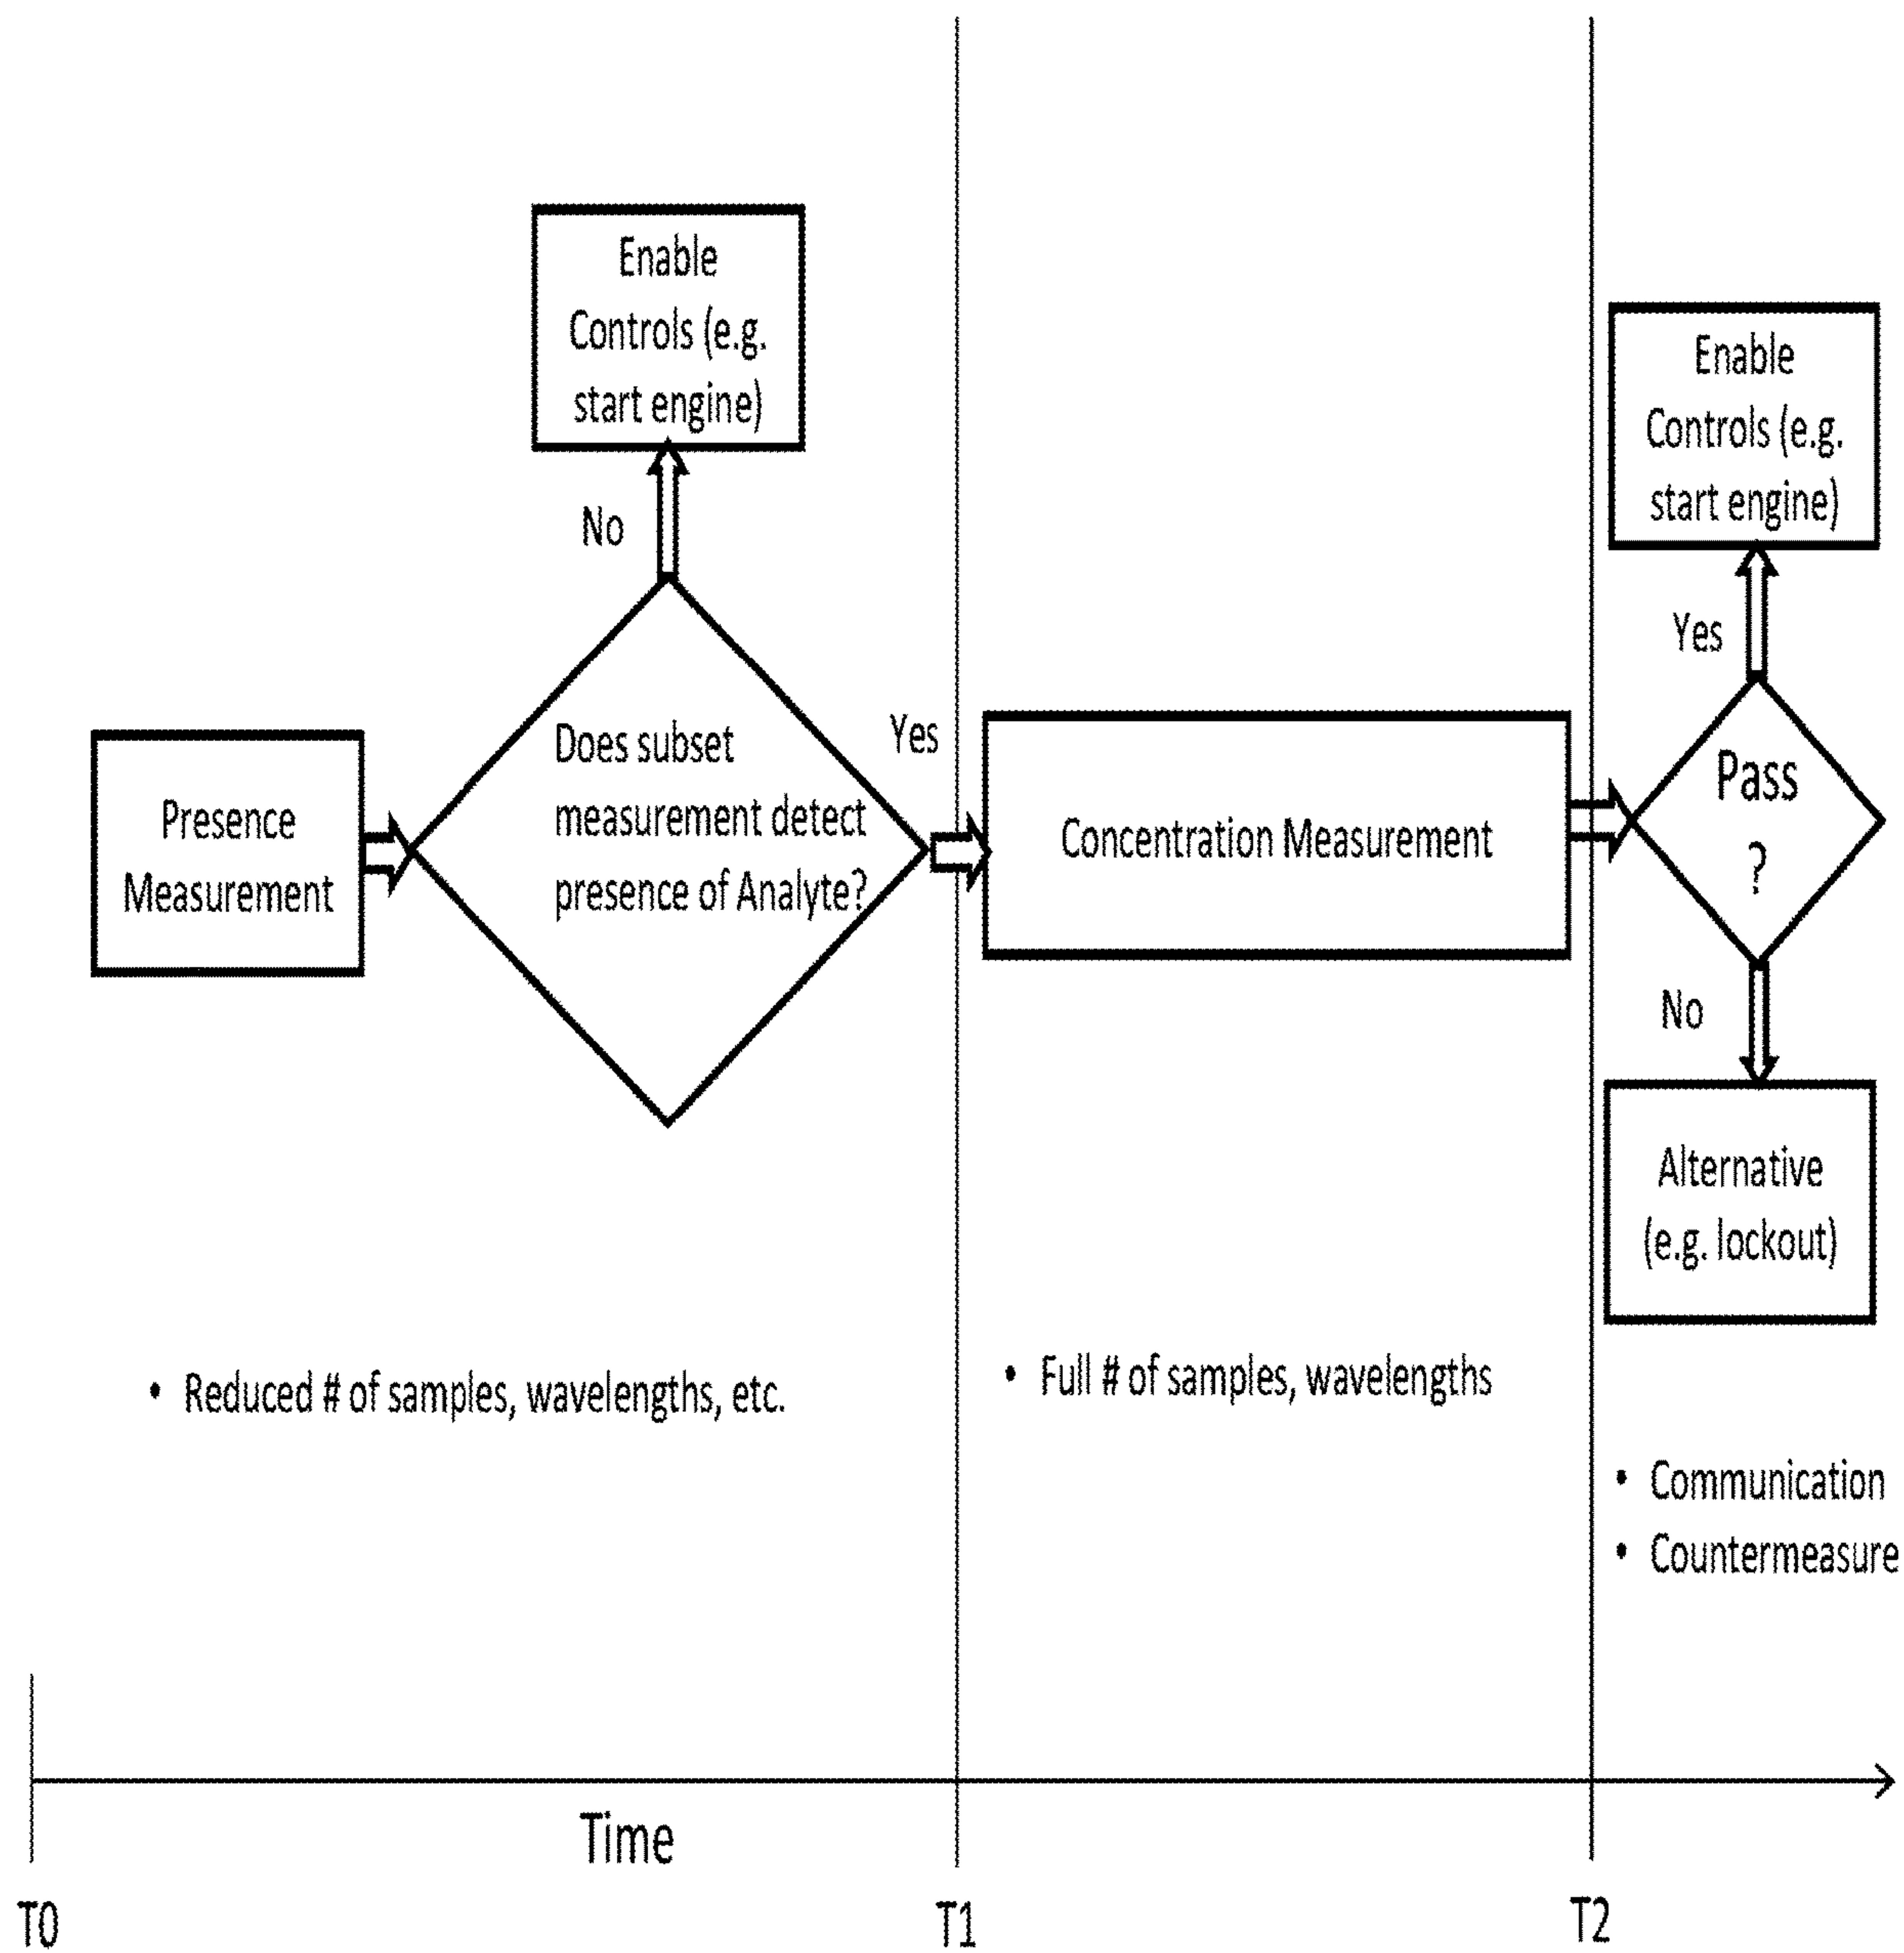 Enable
Controls (e.g.
start engine)
No
Presence
Measurement
Does subset
measurement detect
presence of Analyte?
Yes
Concentration Measurement
Enable
Controls (e.g.
start engine)
Yes
Pass
?
No
Alternative
(e.g. lockout)
• Reduced # of samples, wavelengths, etc.
• Full # of samples, wavelengths
• Communication
• Countermeasure
Time
T0
T1
T2